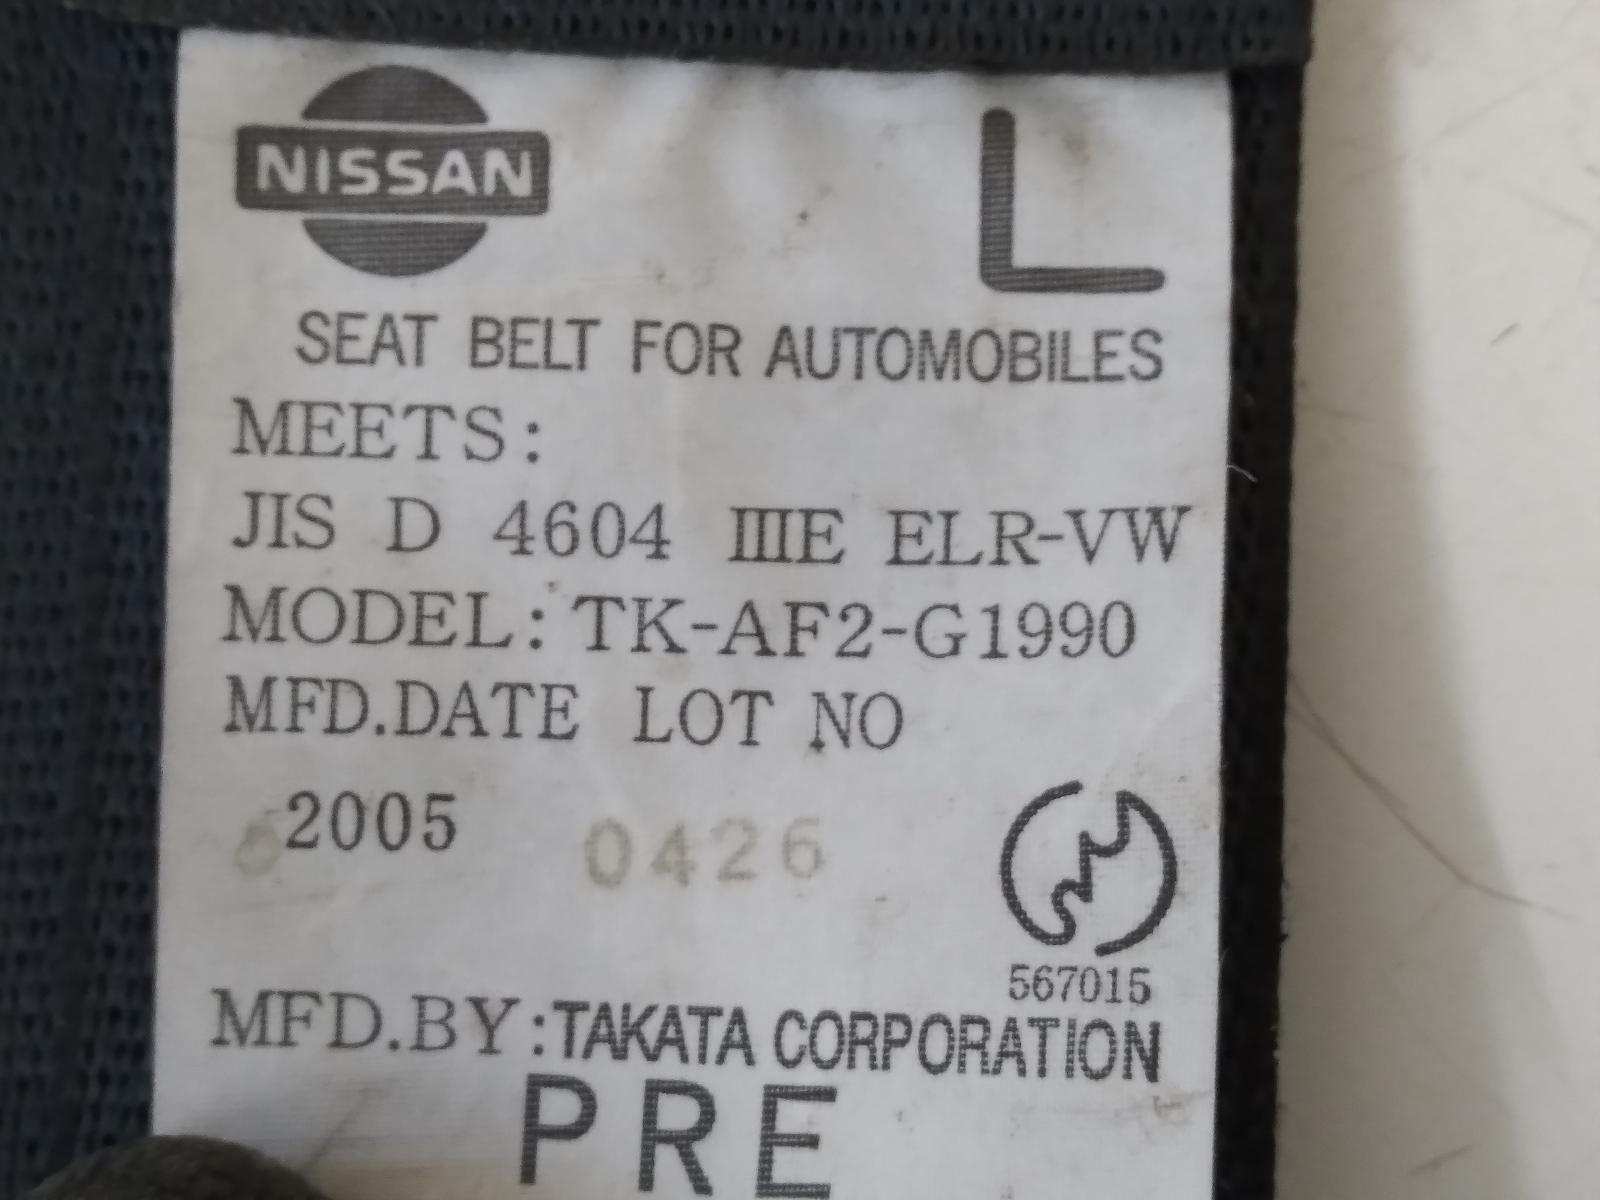 NISSAN L
SEAT BELT FOR AUTOMOBILES
MEETS:
JIS D 4604 ⅢE ELR-VW
MODEL: TK-AF2-G1990
MFD.DATE LOT NO
6 2005 0426
567015
MFD.BY:TAKATA CORPORATION
PRE